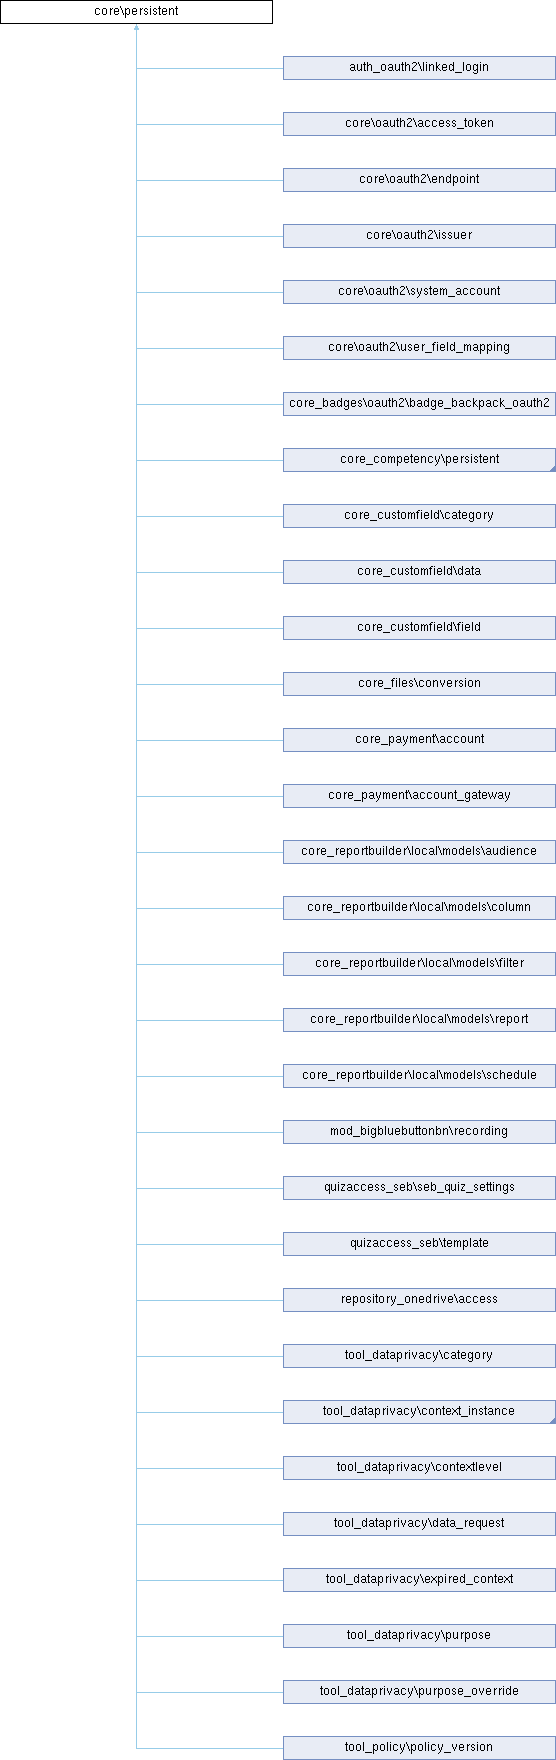 core\persistent
auth_oauth2\linked_login
core\oauth2\access_token
core\oauth2\endpoint
core\oauth2\issuer
core\oauth2\system_account
core\oauth2\user_field_mapping
core_badges\oauth2\badge_backpack_oauth2
core_competency\persistent
core_customfield\category
core_customfield\data
core_customfield\field
core_files\conversion
core_payment\account
core_payment\account_gateway
core_reportbuilder\local\models\audience
core_reportbuilder\local\models\column
core_reportbuilder\local\models\filter
core_reportbuilder\local\models\report
core_reportbuilder\local\models\schedule
mod_bigbluebuttonbn\recording
quizaccess_seb\seb_quiz_settings
quizaccess_seb\template
repository_onedrive\access
tool_dataprivacy\category
tool_dataprivacy\context_instance
tool_dataprivacy\contextlevel
tool_dataprivacy\data_request
tool_dataprivacy\expired_context
tool_dataprivacy\purpose
tool_dataprivacy\purpose_override
tool_policy\policy_version